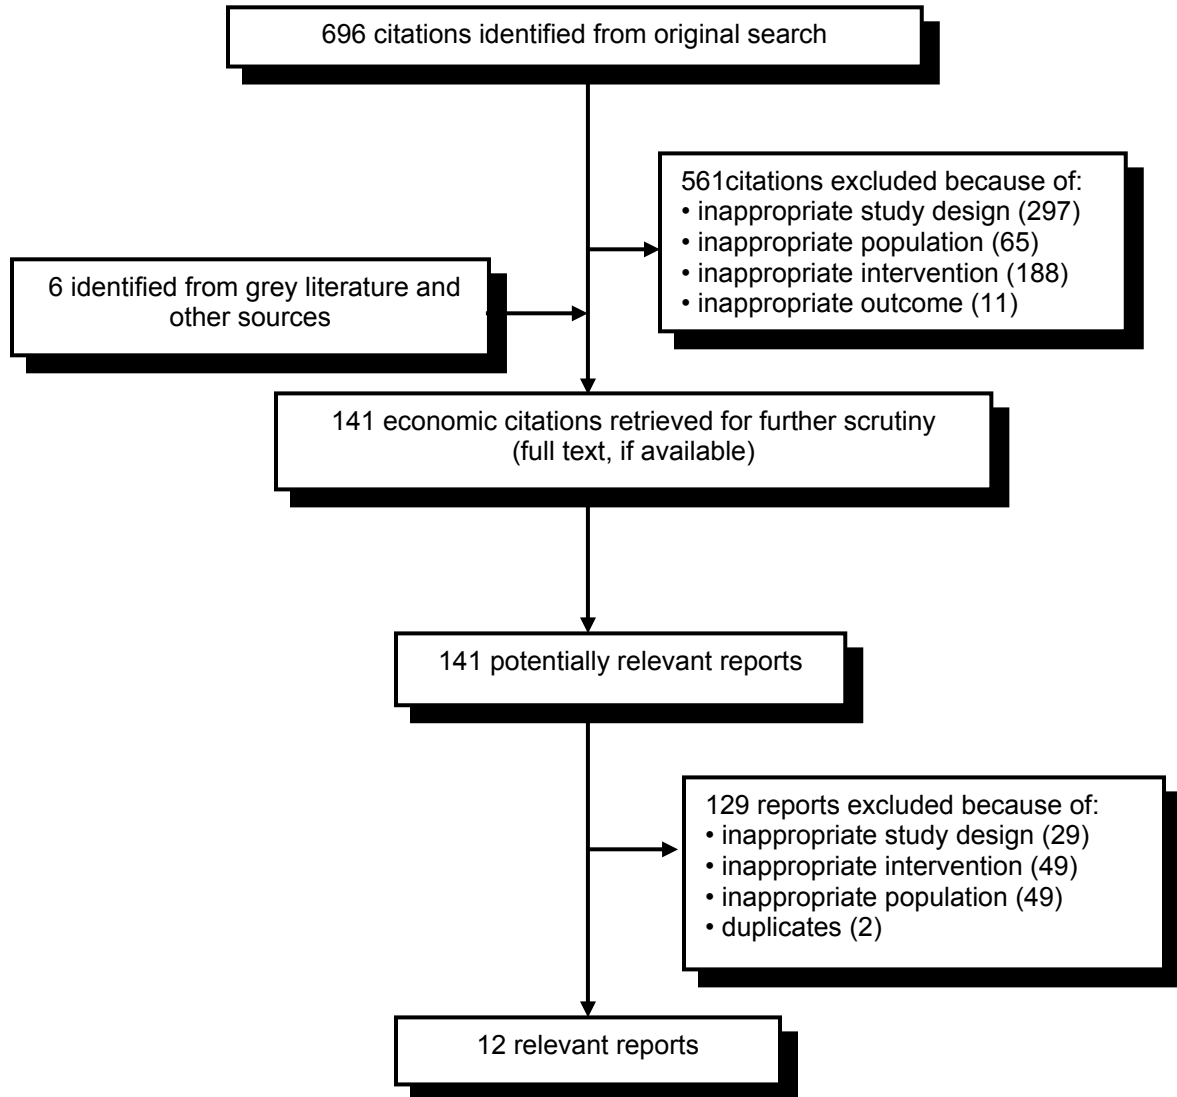 696 citations identified from original search
561citations excluded because of:
• inappropriate study design (297)
• inappropriate population (65)
• inappropriate intervention (188)
• inappropriate outcome (11)
6 identified from grey literature and
other sources
141 economic citations retrieved for further scrutiny
(full text, if available)
141 potentially relevant reports
129 reports excluded because of:
• inappropriate study design (29)
• inappropriate intervention (49)
• inappropriate population (49)
• duplicates (2)
12 relevant reports